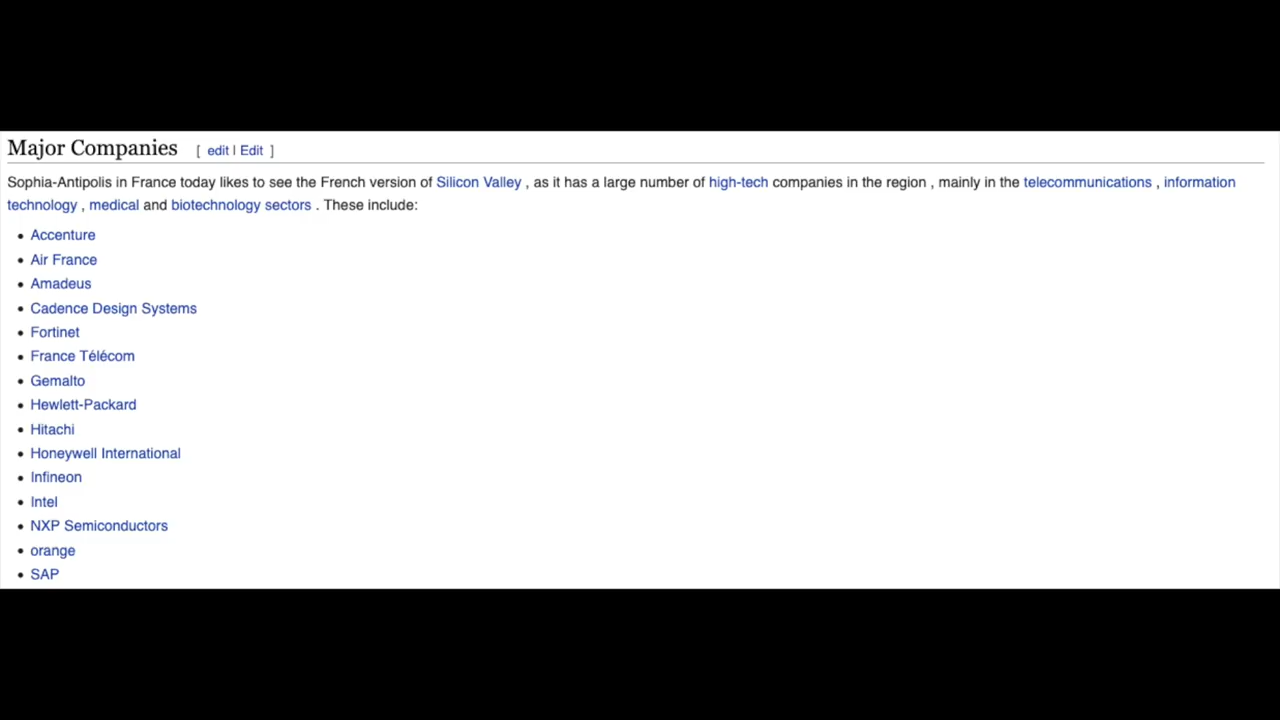 Major Companies [ edit | Edit ]
Sophia-Antipolis in France today likes to see the French version of Silicon Valley , as it has a large number of high-tech companies in the region , mainly in the telecommunications , information
technology , medical and biotechnology sectors . These include:
• Accenture
• Air France
• Amadeus
• Cadence Design Systems
• Fortinet
• France Télécom
• Gemalto
• Hewlett-Packard
• Hitachi
• Honeywell International
• Infineon
• Intel
• NXP Semiconductors
• orange
• SAP